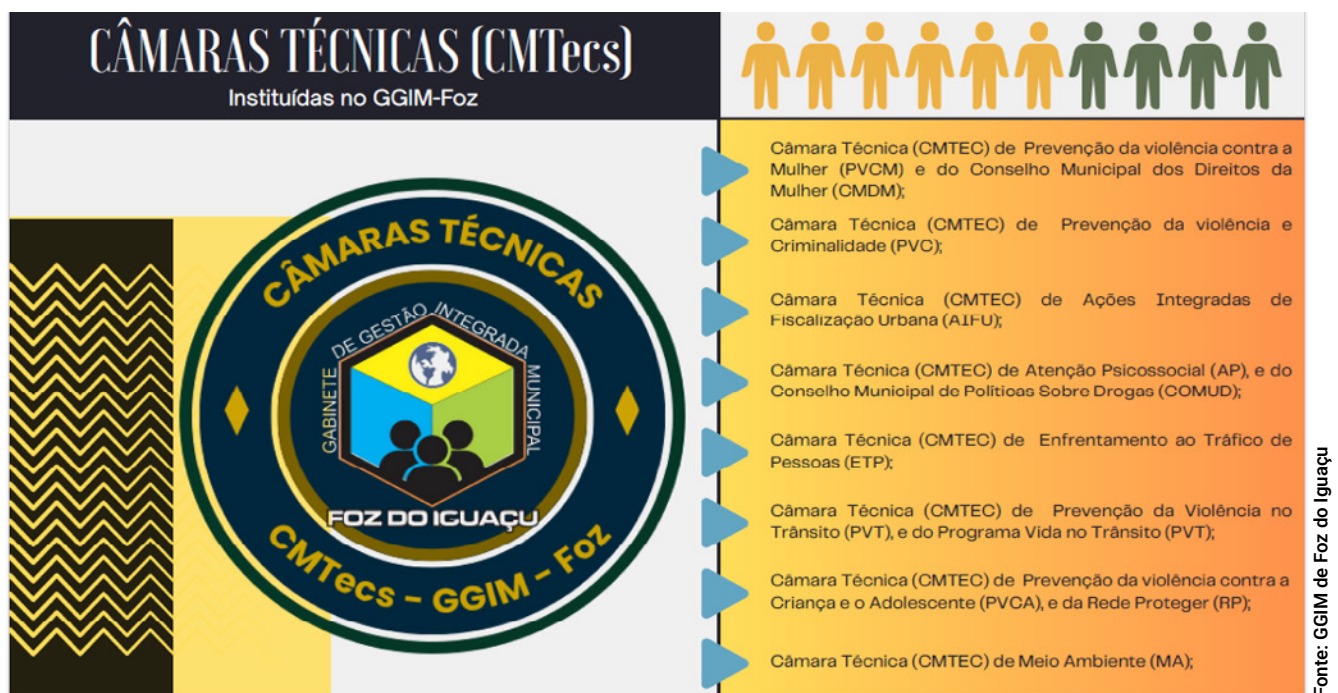 CÂMARAS TÉCNICAS (CMTecs)
Instituídas no GGIM-Foz
CÂMARAS TÉCNICAS
GABINETE DE GESTÃO INTEGRADA MUNICIPAL
FOZ DO IGUAÇU
CMTecs - GGIM - Foz
Câmara Técnica (CMTEC) de Prevenção da violência contra a
Mulher (PVCM) e do Conselho Municipal dos Direitos da
Mulher (CMDM);
Câmara Técnica (CMTEC) de Prevenção da violência e
Criminalidade (PVC);
Câmara Técnica (CMTEC) de Ações Integradas de
Fiscalização Urbana (AIFU);
Câmara Técnica (CMTEC) de Atenção Psicossocial (AP), e do
Conselho Municipal de Políticas Sobre Drogas (COMUD);
Câmara Técnica (CMTEC) de Enfrentamento ao Tráfico de
Pessoas (ETP);
Câmara Técnica (CMTEC) de Prevenção da Violência no
Trânsito (PVT), e do Programa Vida no Trânsito (PVT);
Câmara Técnica (CMTEC) de Prevenção da violência contra a
Criança e o Adolescente (PVCA), e da Rede Proteger (RP);
Câmara Técnica (CMTEC) de Meio Ambiente (MA);
Fonte: GGIM de Foz do Iguaçu